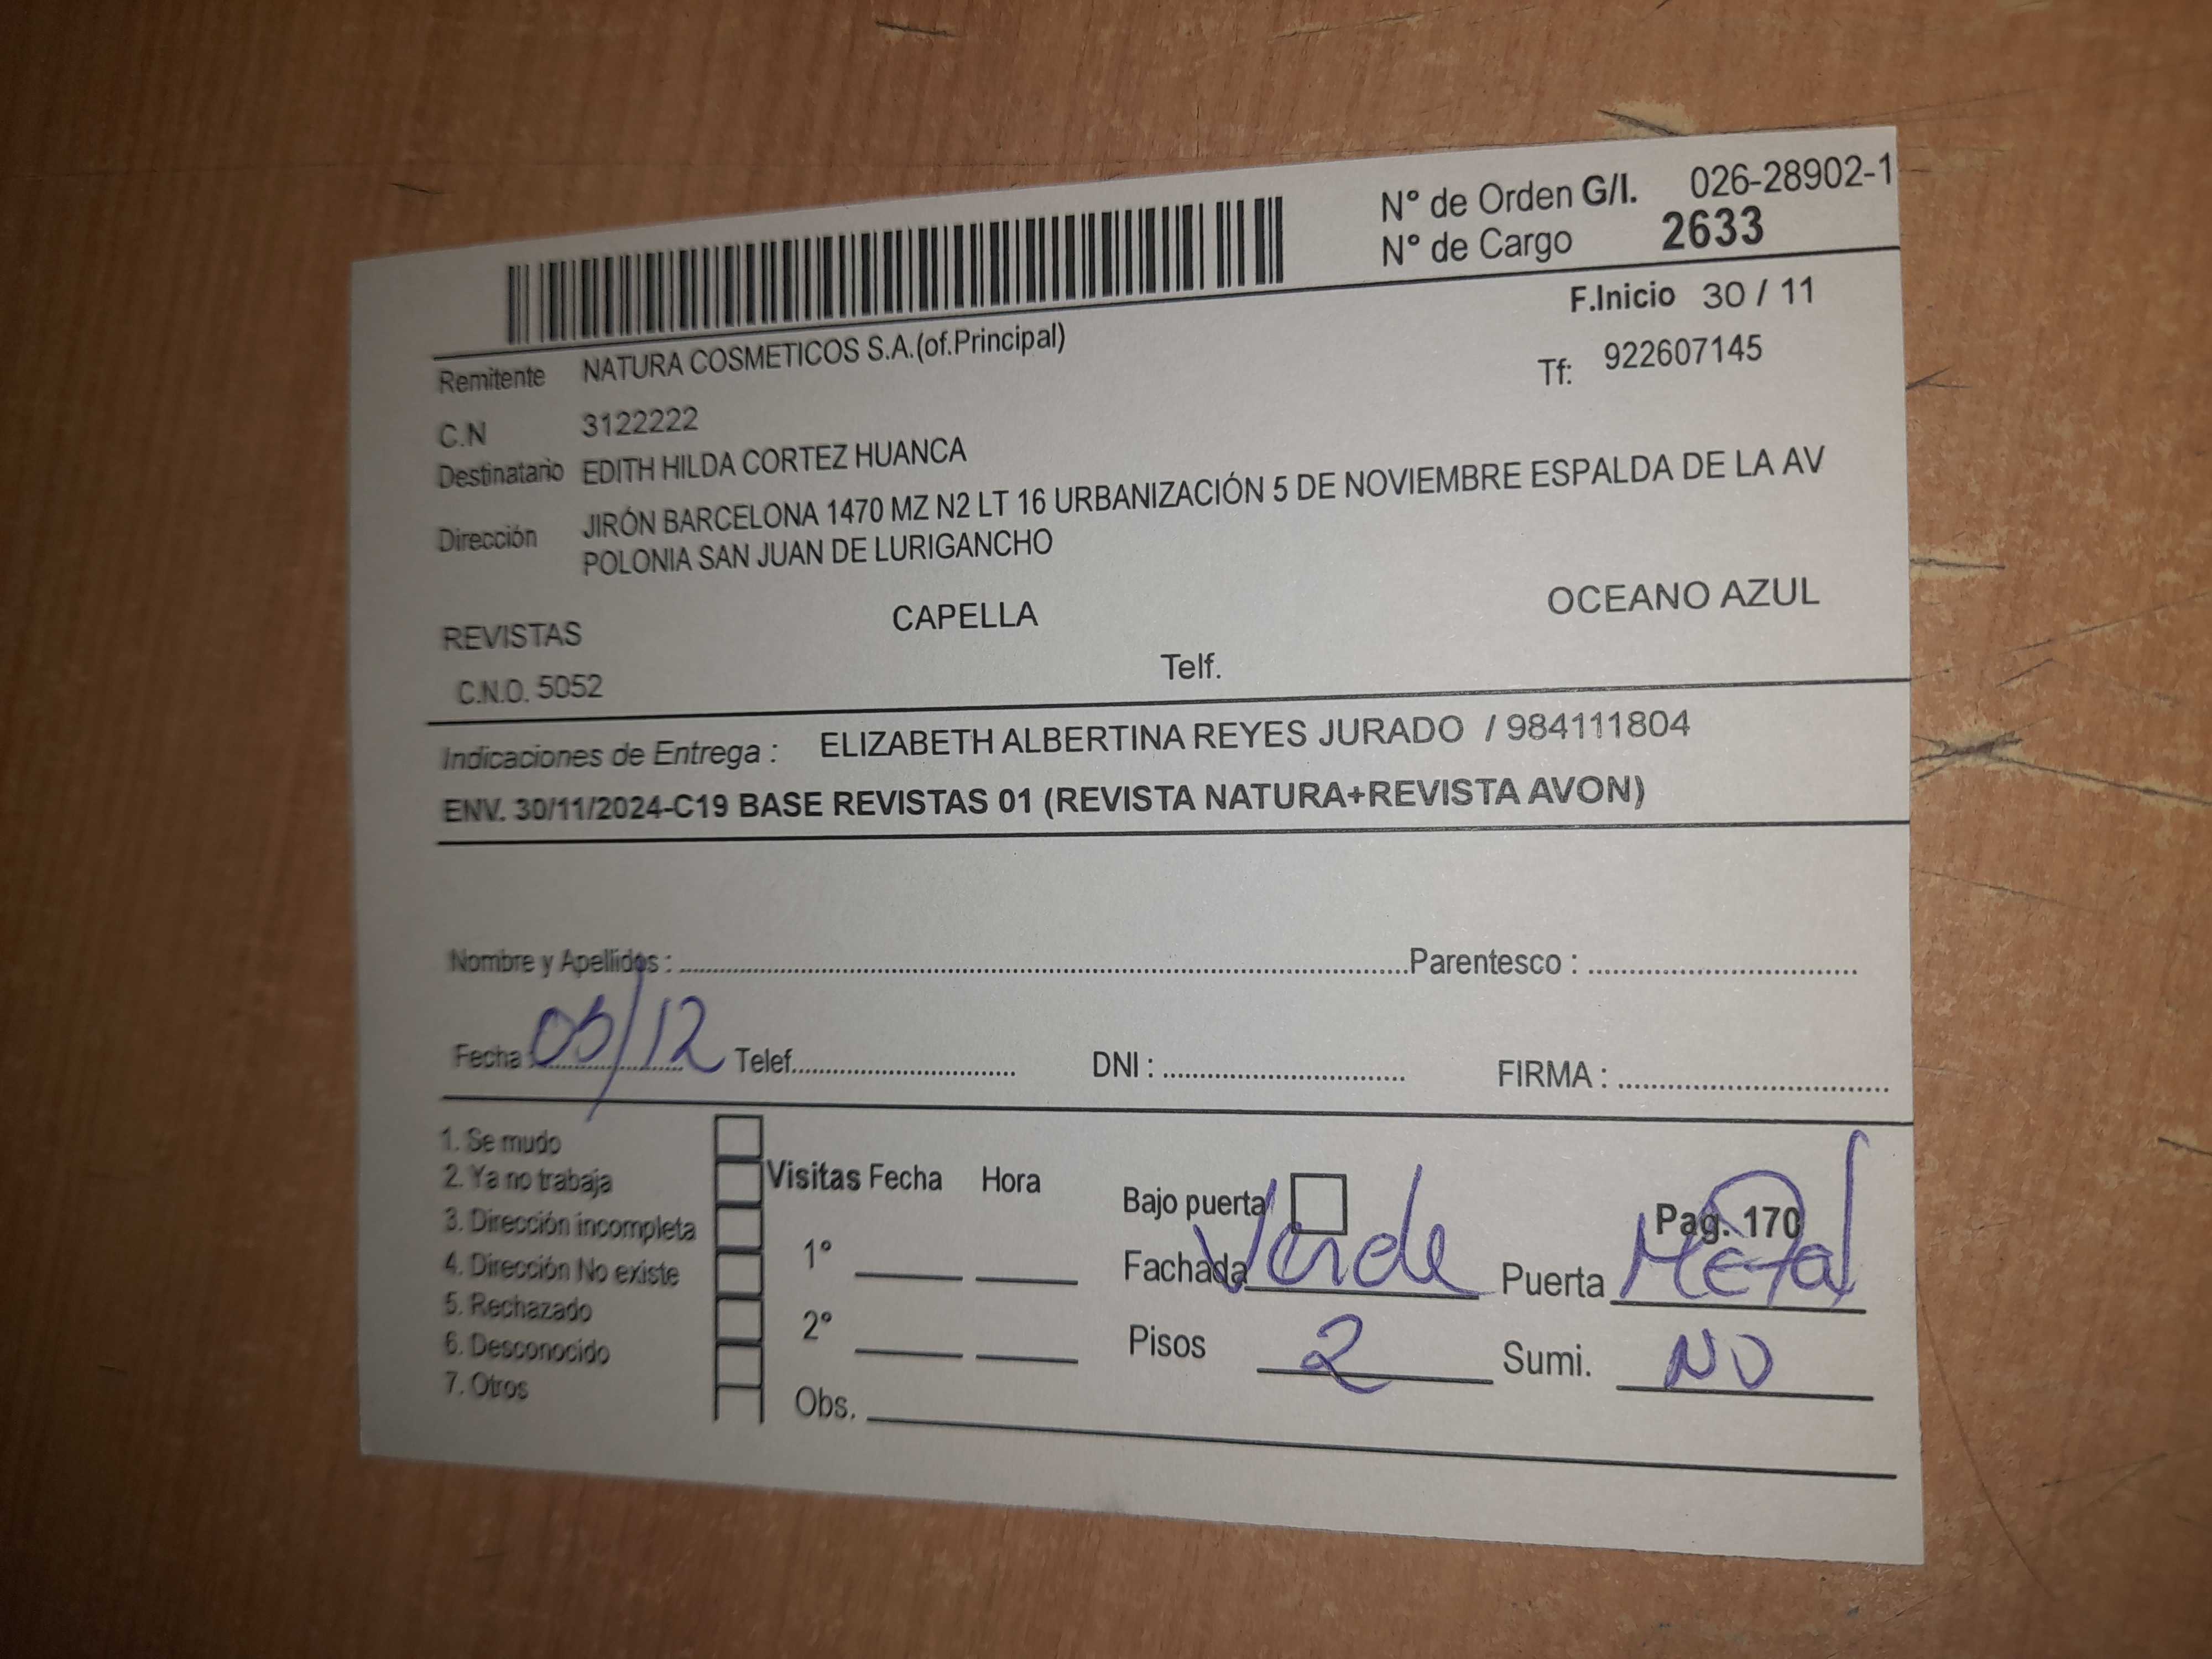 N° de Orden G/I. 026-28902-1
N° de Cargo 2633
F.Inicio 30 / 11
Remitente NATURA COSMETICOS S.A.(of.Principal)
Tf: 922607145
C.N 3122222
Destinatario EDITH HILDA CORTEZ HUANCA
Dirección JIRÓN BARCELONA 1470 MZ N2 LT 16 URBANIZACIÓN 5 DE NOVIEMBRE ESPALDA DE LA AV
POLONIA SAN JUAN DE LURIGANCHO
REVISTAS CAPELLA OCEANO AZUL
C.N.O. 5052 Telf.
Indicaciones de Entrega : ELIZABETH ALBERTINA REYES JURADO / 984111804
ENV. 30/11/2024-C19 BASE REVISTAS 01 (REVISTA NATURA+REVISTA AVON)
Nombre y Apellidos : Parentesco :
Fecha : 05/12 Telef. DNI : FIRMA :
1. Se mudo
2. Ya no trabaja
3. Dirección incompleta
4. Dirección No existe
5. Rechazado
6. Desconocido
7. Otros
Visitas Fecha Hora
1°
2°
Obs.
Bajo puerta Pag. 170
Fachada Verde Puerta Metal
Pisos 2 Sumi. NO